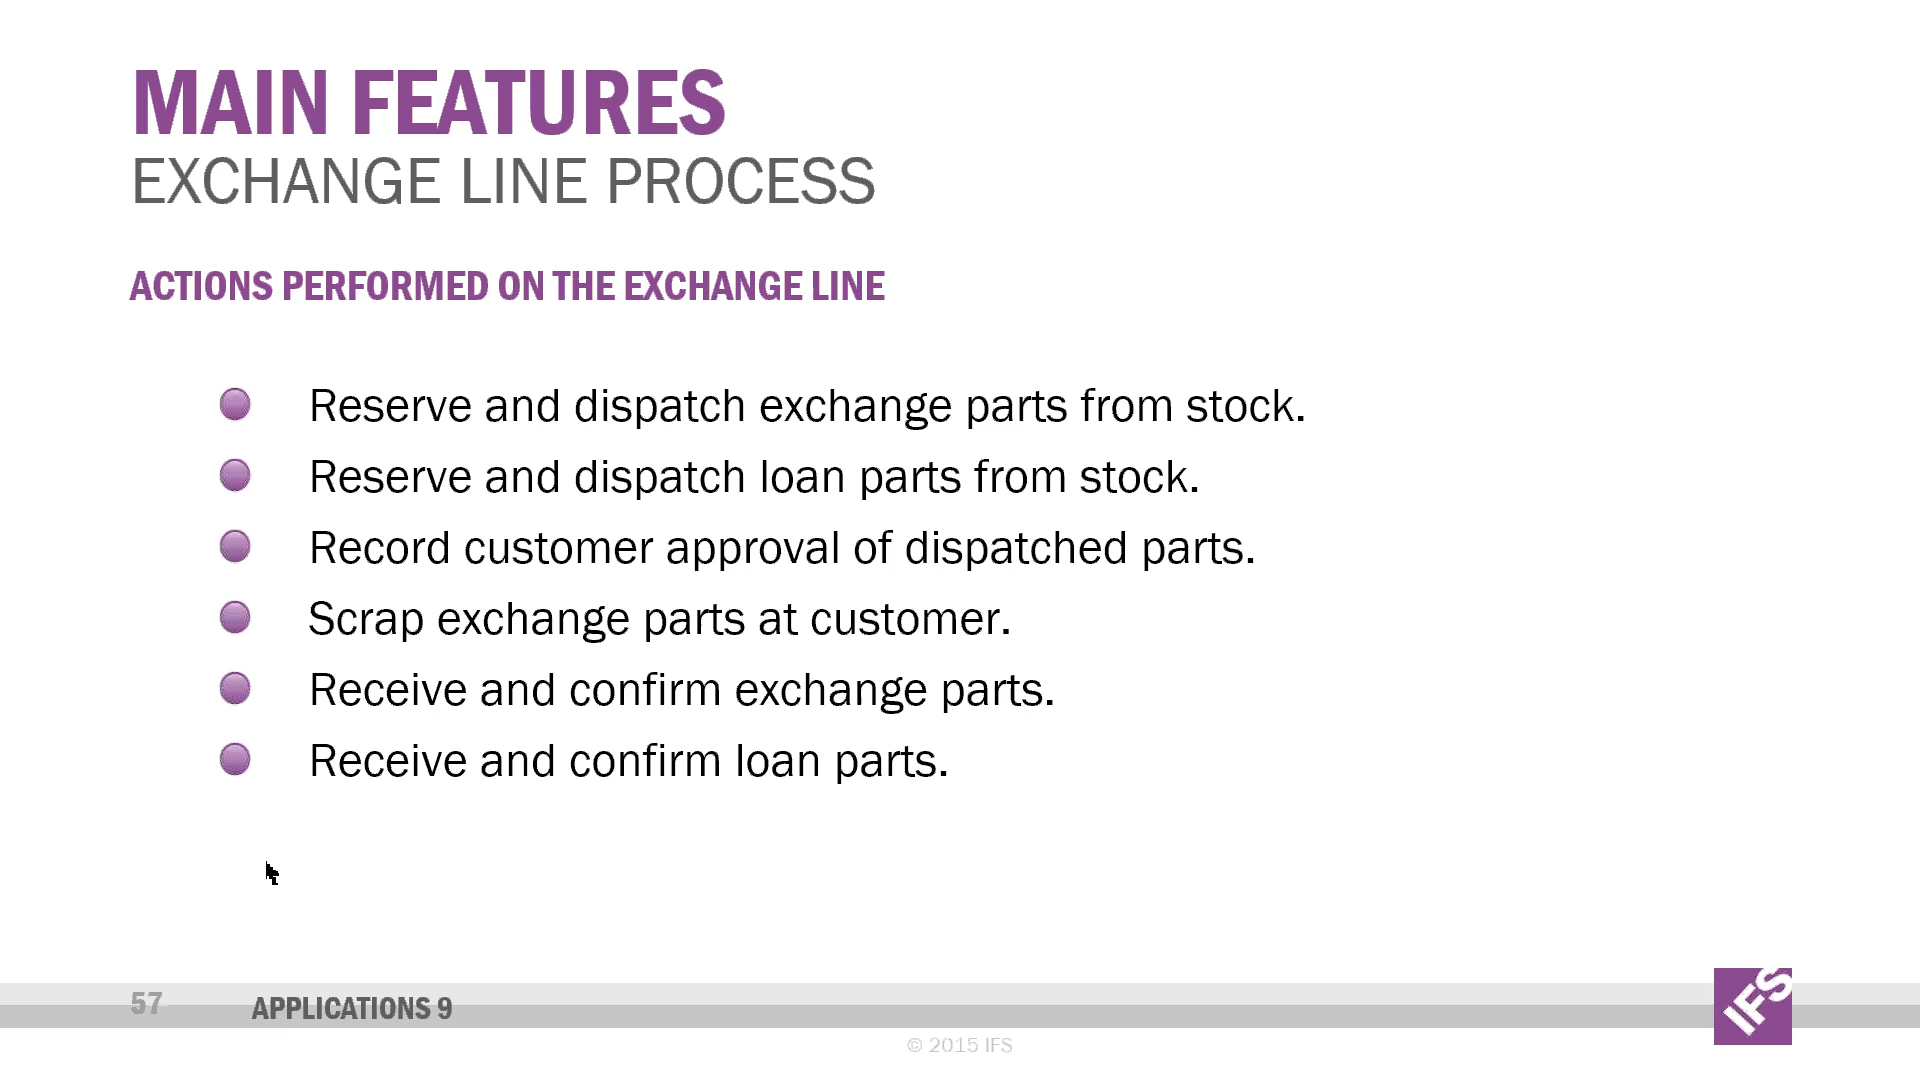 MAIN FEATURES
EXCHANGE LINE PROCESS
ACTIONS PERFORMED ON THE EXCHANGE LINE
Reserve and dispatch exchange parts from stock.
Reserve and dispatch loan parts from stock.
Record customer approval of dispatched parts.
Scrap exchange parts at customer.
Receive and confirm exchange parts.
Receive and confirm loan parts.
57 APPLICATIONS 9
IFS
© 2015 IFS